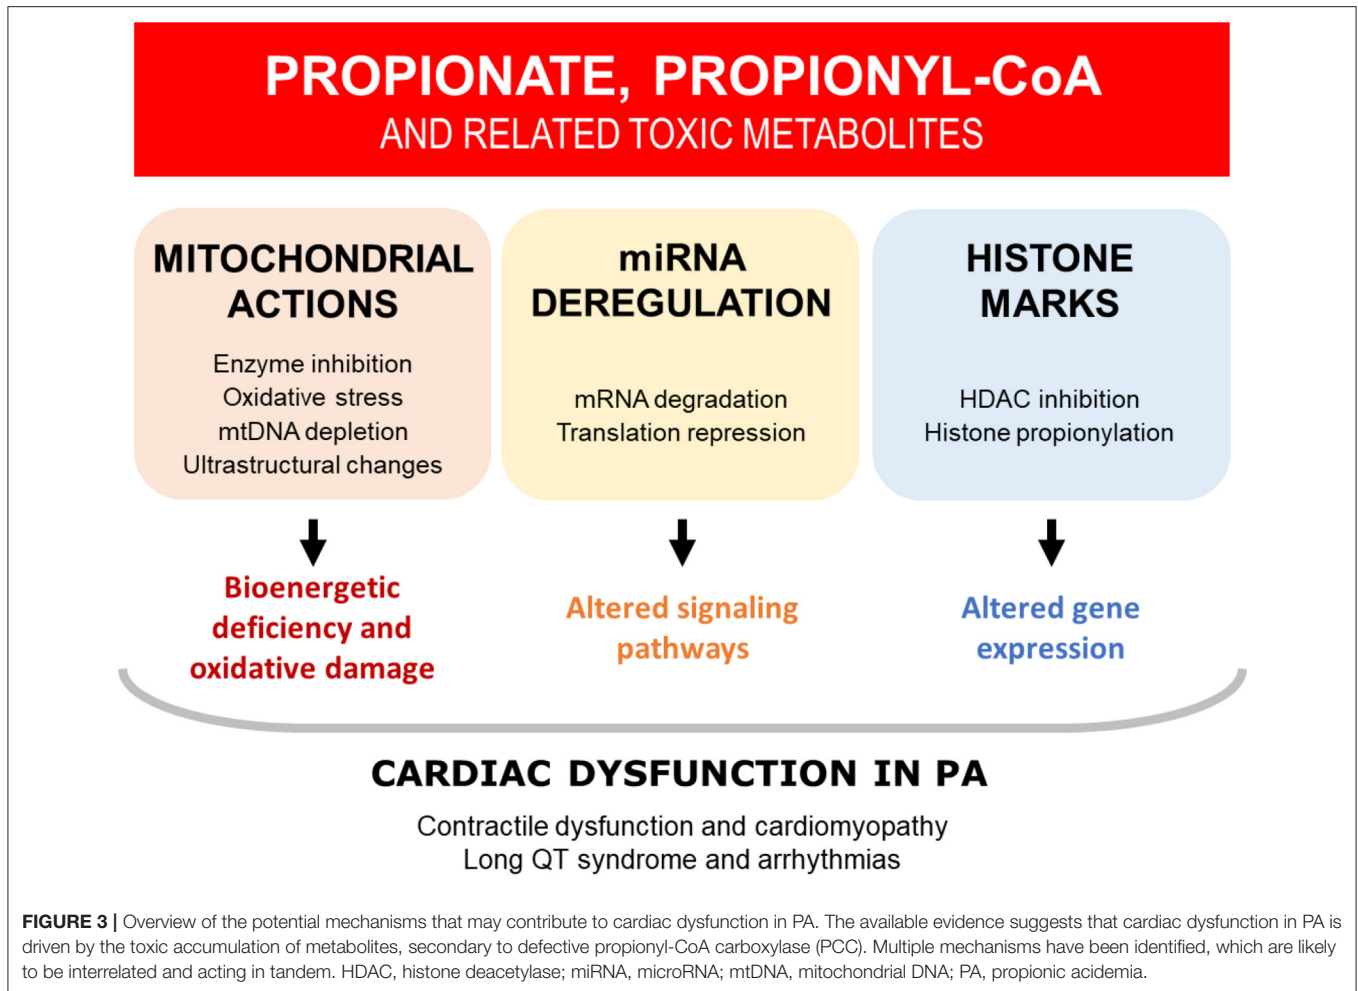 PROPIONATE, PROPIONYL-CoA
AND RELATED TOXIC METABOLITES
MITOCHONDRIAL
ACTIONS
Enzyme inhibition
Oxidative stress
mtDNA depletion
Ultrastructural changes
miRNA
DEREGULATION
mRNA degradation
Translation repression
HISTONE
MARKS
HDAC inhibition
Histone propionylation
Bioenergetic
deficiency and
oxidative damage
Altered signaling
pathways
Altered gene
expression
CARDIAC DYSFUNCTION IN PA
Contractile dysfunction and cardiomyopathy
Long QT syndrome and arrhythmias
FIGURE 3 | Overview of the potential mechanisms that may contribute to cardiac dysfunction in PA. The available evidence suggests that cardiac dysfunction in PA is
driven by the toxic accumulation of metabolites, secondary to defective propionyl-CoA carboxylase (PCC). Multiple mechanisms have been identified, which are likely
to be interrelated and acting in tandem. HDAC, histone deacetylase; miRNA, microRNA; mtDNA, mitochondrial DNA; PA, propionic acidemia.